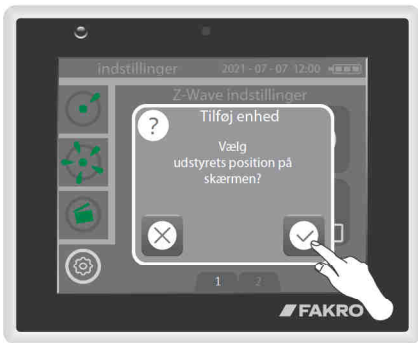 indstillinger 2021-07-07 12:00
Z-Wave indstillinger
?
Tilføj enhed
Vælg
udstyrets position på
skærmen?
1 2
FAKRO